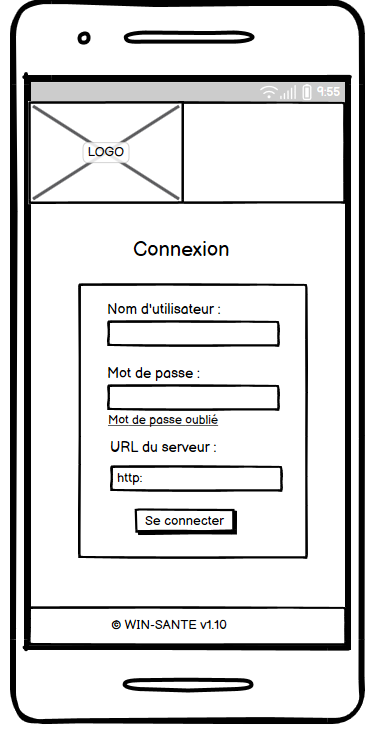 9:55
LOGO
Connexion
Nom d'utilisateur :
Mot de passe :
Mot de passe oublié
URL du serveur :
http:
Se connecter
© WIN-SANTE v1.10